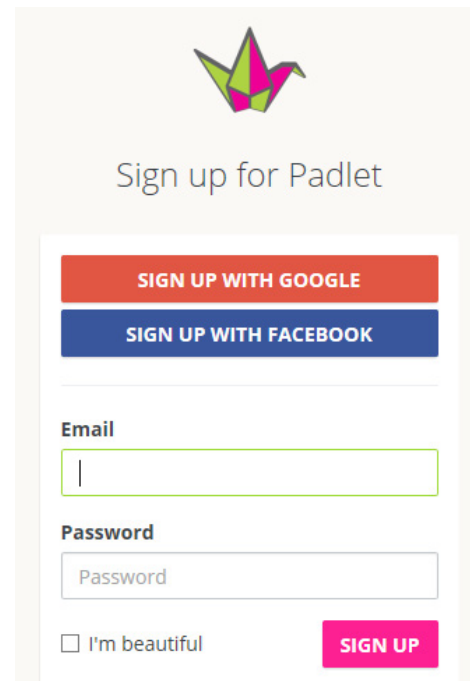 Sign up for Padlet
SIGN UP WITH GOOGLE
SIGN UP WITH FACEBOOK
Email
Password
Password
I'm beautiful
SIGN UP